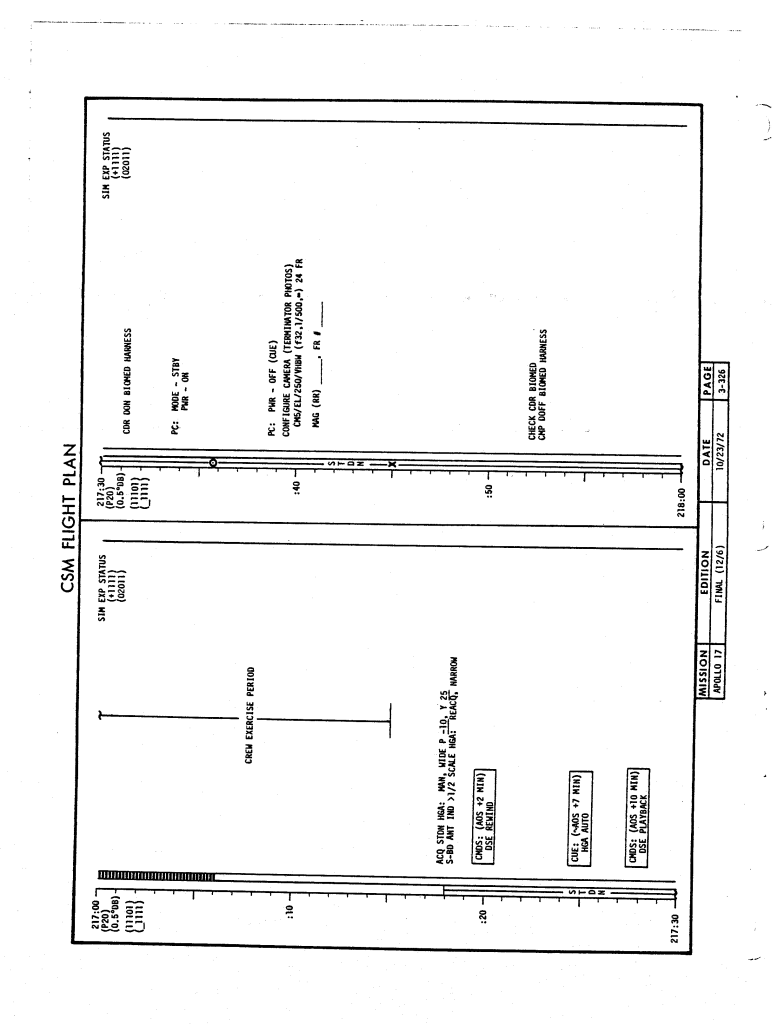 CSM FLIGHT PLAN
217:00
(P20)
(0.5°DB)
(11101)
(_1111)
:10
:20
217:30
S T D N
SIM EXP STATUS
(+1111)
(02011)
CREW EXERCISE PERIOD
ACQ STDN HGA: MAN, WIDE P -10, Y 25
S-BD ANT IND >1/2 SCALE HGA: REACQ, NARROW
CMDS: (AOS +2 MIN)
DSE REWIND
CUE: (~AOS +7 MIN)
HGA AUTO
CMDS: (AOS +10 MIN)
DSE PLAYBACK
217:30
(P20)
(0.5°DB)
(11101)
(_1111)
:40
:50
218:00
S T D N
X
SIM EXP STATUS
(+1111)
(02011)
CDR DON BIOMED HARNESS
PC: MODE - STBY
PWR - ON
PC: PWR - OFF (CUE)
CONFIGURE CAMERA (TERMINATOR PHOTOS)
CM5/EL/250/VHBW (f32,1/500,∞) 24 FR
MAG (RR) ____, FR # ____
CHECK CDR BIOMED
CMP DOFF BIOMED HARNESS
MISSION EDITION DATE PAGE
APOLLO 17 FINAL (12/6) 10/23/72 3-326